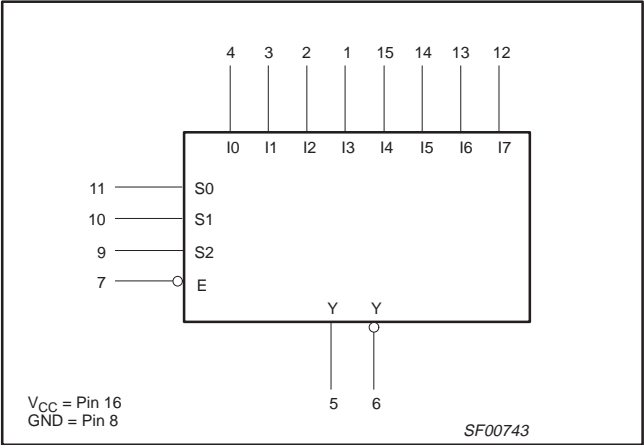 4 3 2 1 15 14 13 12
I0 I1 I2 I3 I4 I5 I6 I7
11 S0
10 S1
9 S2
7 E
Y Y
5 6
VCC = Pin 16
GND = Pin 8
SF00743